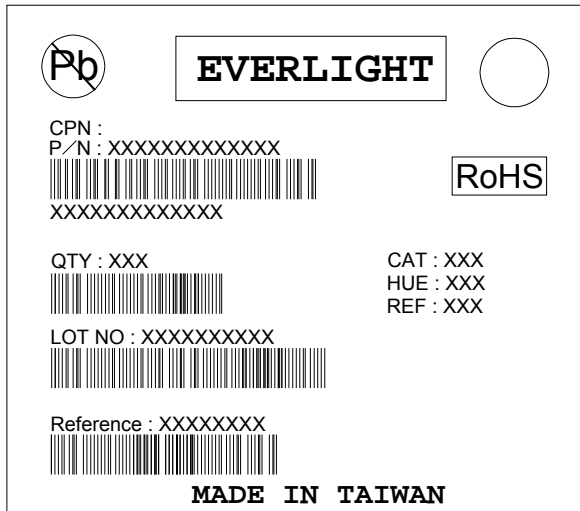 Pb
EVERLIGHT
CPN :
P/N : XXXXXXXXXXXXX
RoHS
XXXXXXXXXXXXX
QTY : XXX
CAT : XXX
HUE : XXX
REF : XXX
LOT NO : XXXXXXXXXX
Reference : XXXXXXXX
MADE IN TAIWAN